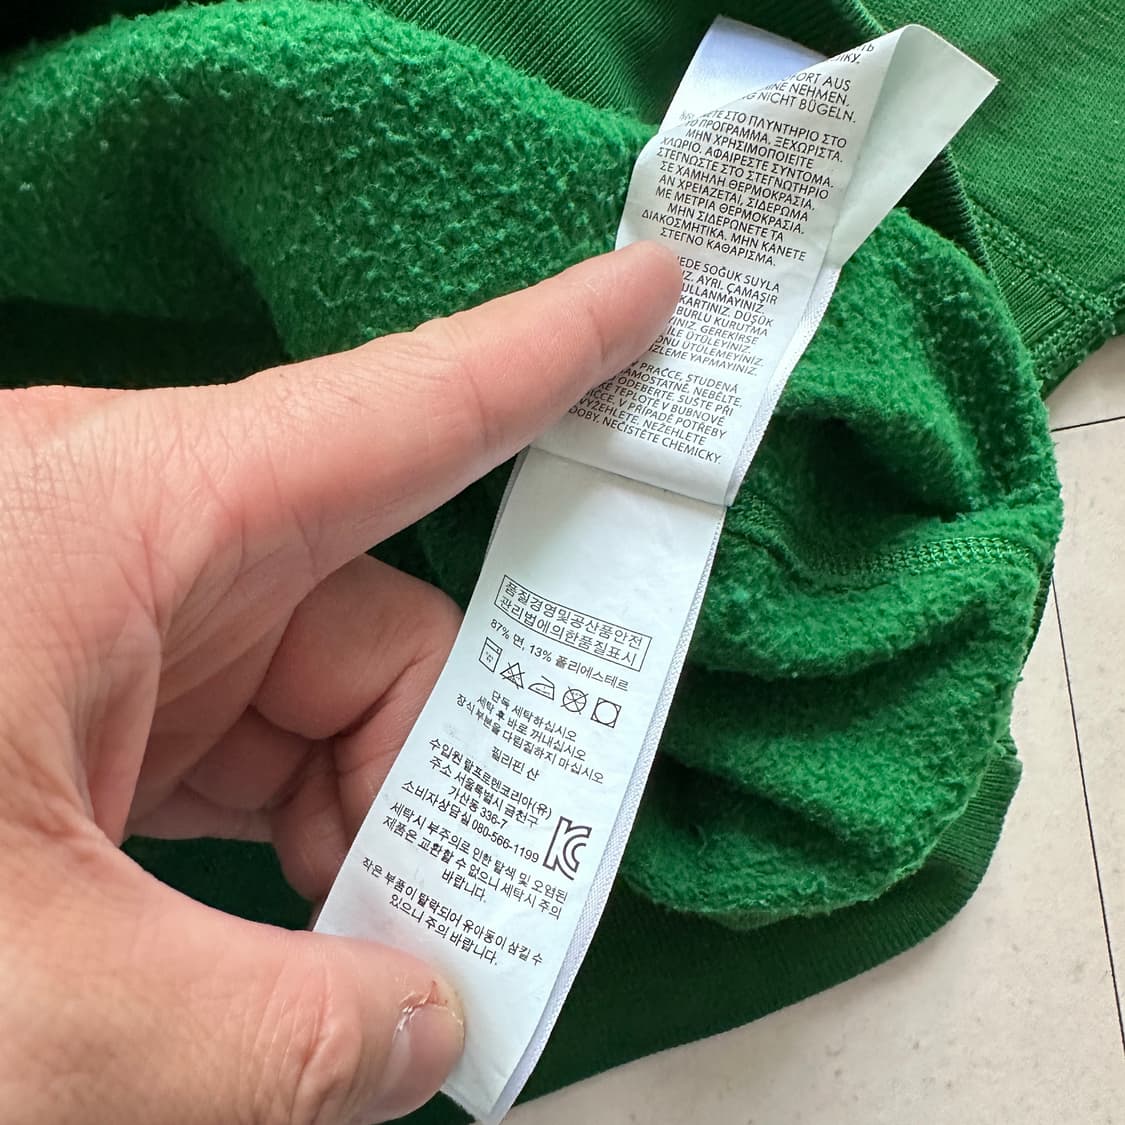 ИКУ.
SOFORT AUS
NEHMEN.
NICHT BÜGELN.
ΣΤΟ ΠΛΥΝΤΗΡΙΟ ΣΤΟ
ΠΡΟΓΡΑΜΜΑ. ΞΕΧΩΡΙΣΤΑ.
ΜΗΝ ΧΡΗΣΙΜΟΠΟΙΕΙΤΕ
ΧΛΩΡΙΟ. ΑΦΑΙΡΕΣΤΕ ΣΥΝΤΟΜΑ.
ΣΤΕΓΝΩΣΤΕ ΣΤΟ ΣΤΕΓΝΩΤΗΡΙΟ
ΣΕ ΧΑΜΗΛΗ ΘΕΡΜΟΚΡΑΣΙΑ.
ΑΝ ΧΡΕΙΑΖΕΤΑΙ, ΣΙΔΕΡΩΜΑ
ΜΕ ΜΕΤΡΙΑ ΘΕΡΜΟΚΡΑΣΙΑ.
ΜΗΝ ΣΙΔΕΡΩΝΕΤΕ ΤΑ
ΔΙΑΚΟΣΜΗΤΙΚΑ. ΜΗΝ ΚΑΝΕΤΕ
ΣΤΕΓΝΟ ΚΑΘΑΡΙΣΜΑ.
SOĞUK SUYLA
AYRI. ÇAMAŞIR
KULLANMAYINIZ.
DÜŞÜK
KURUTMA
GEREKİRSE
İLE ÜTÜLEYİNİZ.
ÜTÜLEMEYİNİZ.
YAPMAYINIZ.
V PRAČCE, STUDENÁ
SAMOSTATNĚ. NEBĚLTE.
ODEBERTE. SUŠTE PŘI
TEPLOTĚ V BUBNOVÉ
V PŘÍPADĚ POTŘEBY
VYŽEHLETE. NEŽEHLETE
NEČISTĚTE CHEMICKY.
품질경영및공산품안전
관리법에의한품질표시
87% 면, 13% 폴리에스테르
단독 세탁하십시오
세탁 후 바로 꺼내십시오
장식 부분을 다림질하지 마십시오
필리핀 산
수입원 랄프로렌코리아(유)
주소 서울특별시 금천구
가산동 336-7
소비자상담실 080-566-1199
세탁시 부주의로 인한 탈색 및 오염된
제품은 교환할 수 없으니 세탁시 주의
바랍니다.
작은 부품이 탈락되어 유아동이 삼킬 수
있으니 주의 바랍니다.